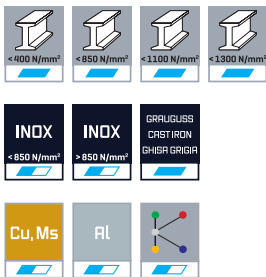 <400 N/mm²
<850 N/mm²
<1100 N/mm²
<1300 N/mm²
INOX
<850 N/mm²
INOX
>850 N/mm²
GRAUGUSS
CAST IRON
GHISA GRIGIA
Cu, Ms
Al